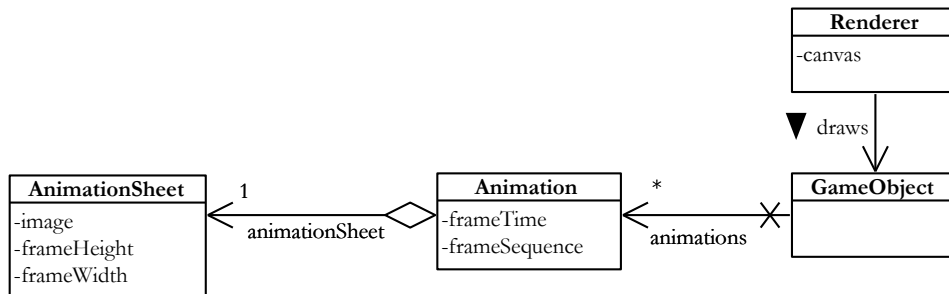 Renderer
-canvas
draws
AnimationSheet
-image
-frameHeight
-frameWidth
1
animationSheet
Animation
-frameTime
-frameSequence
*
animations
GameObject